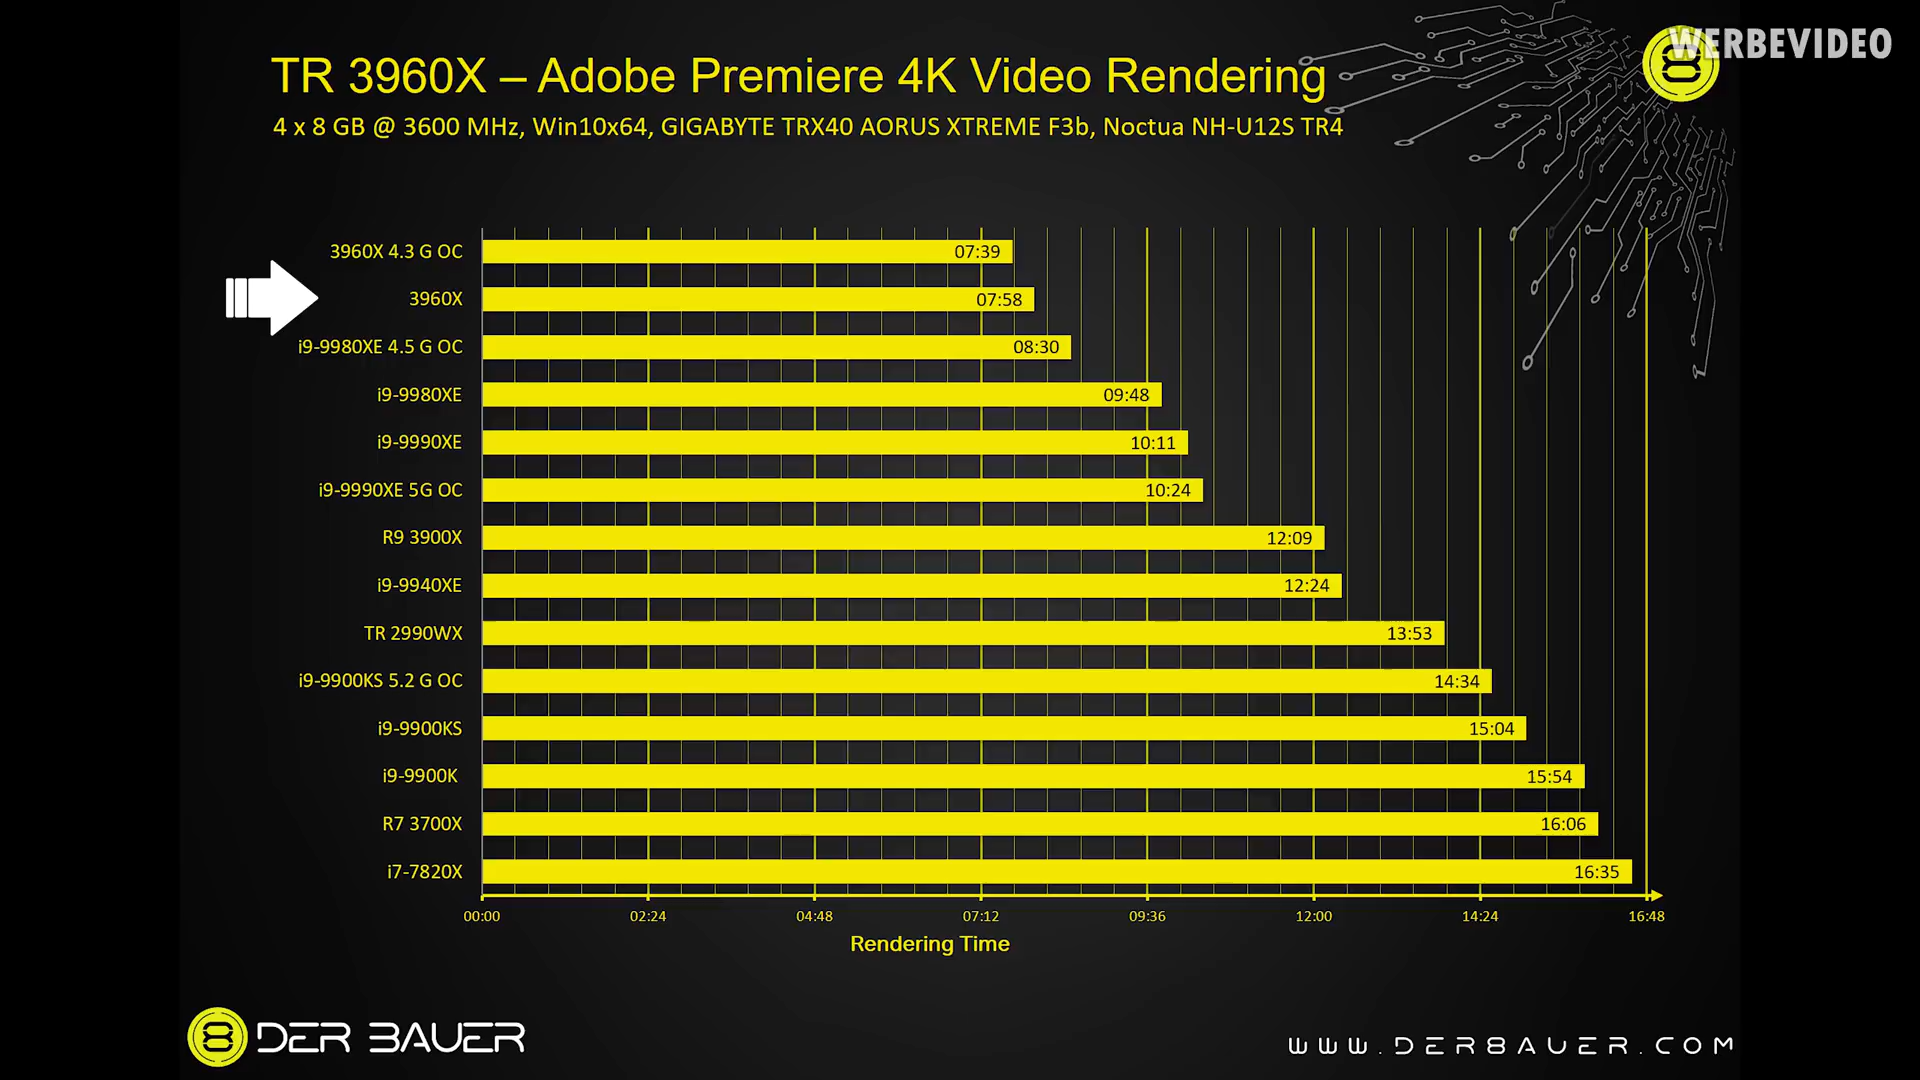 WERBEVIDEO
TR 3960X – Adobe Premiere 4K Video Rendering
4 x 8 GB @ 3600 MHz, Win10x64, GIGABYTE TRX40 AORUS XTREME F3b, Noctua NH-U12S TR4
3960X 4.3 G OC 07:39
3960X 07:58
i9-9980XE 4.5 G OC 08:30
i9-9980XE 09:48
i9-9990XE 10:11
i9-9990XE 5G OC 10:24
R9 3900X 12:09
i9-9940XE 12:24
TR 2990WX 13:53
i9-9900KS 5.2 G OC 14:34
i9-9900KS 15:04
i9-9900K 15:54
R7 3700X 16:06
i7-7820X 16:35
00:00 02:24 04:48 07:12 09:36 12:00 14:24 16:48
Rendering Time
DER 8AUER
WWW.DER8AUER.COM